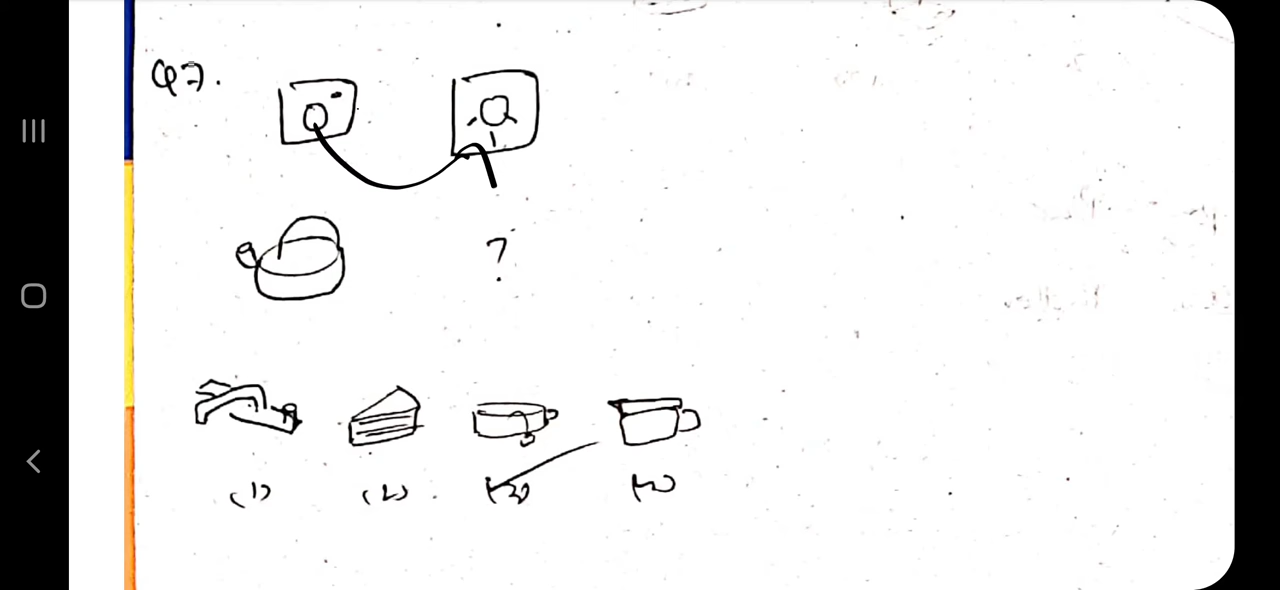 Q7.
?
(1) (2) . (3) (4)